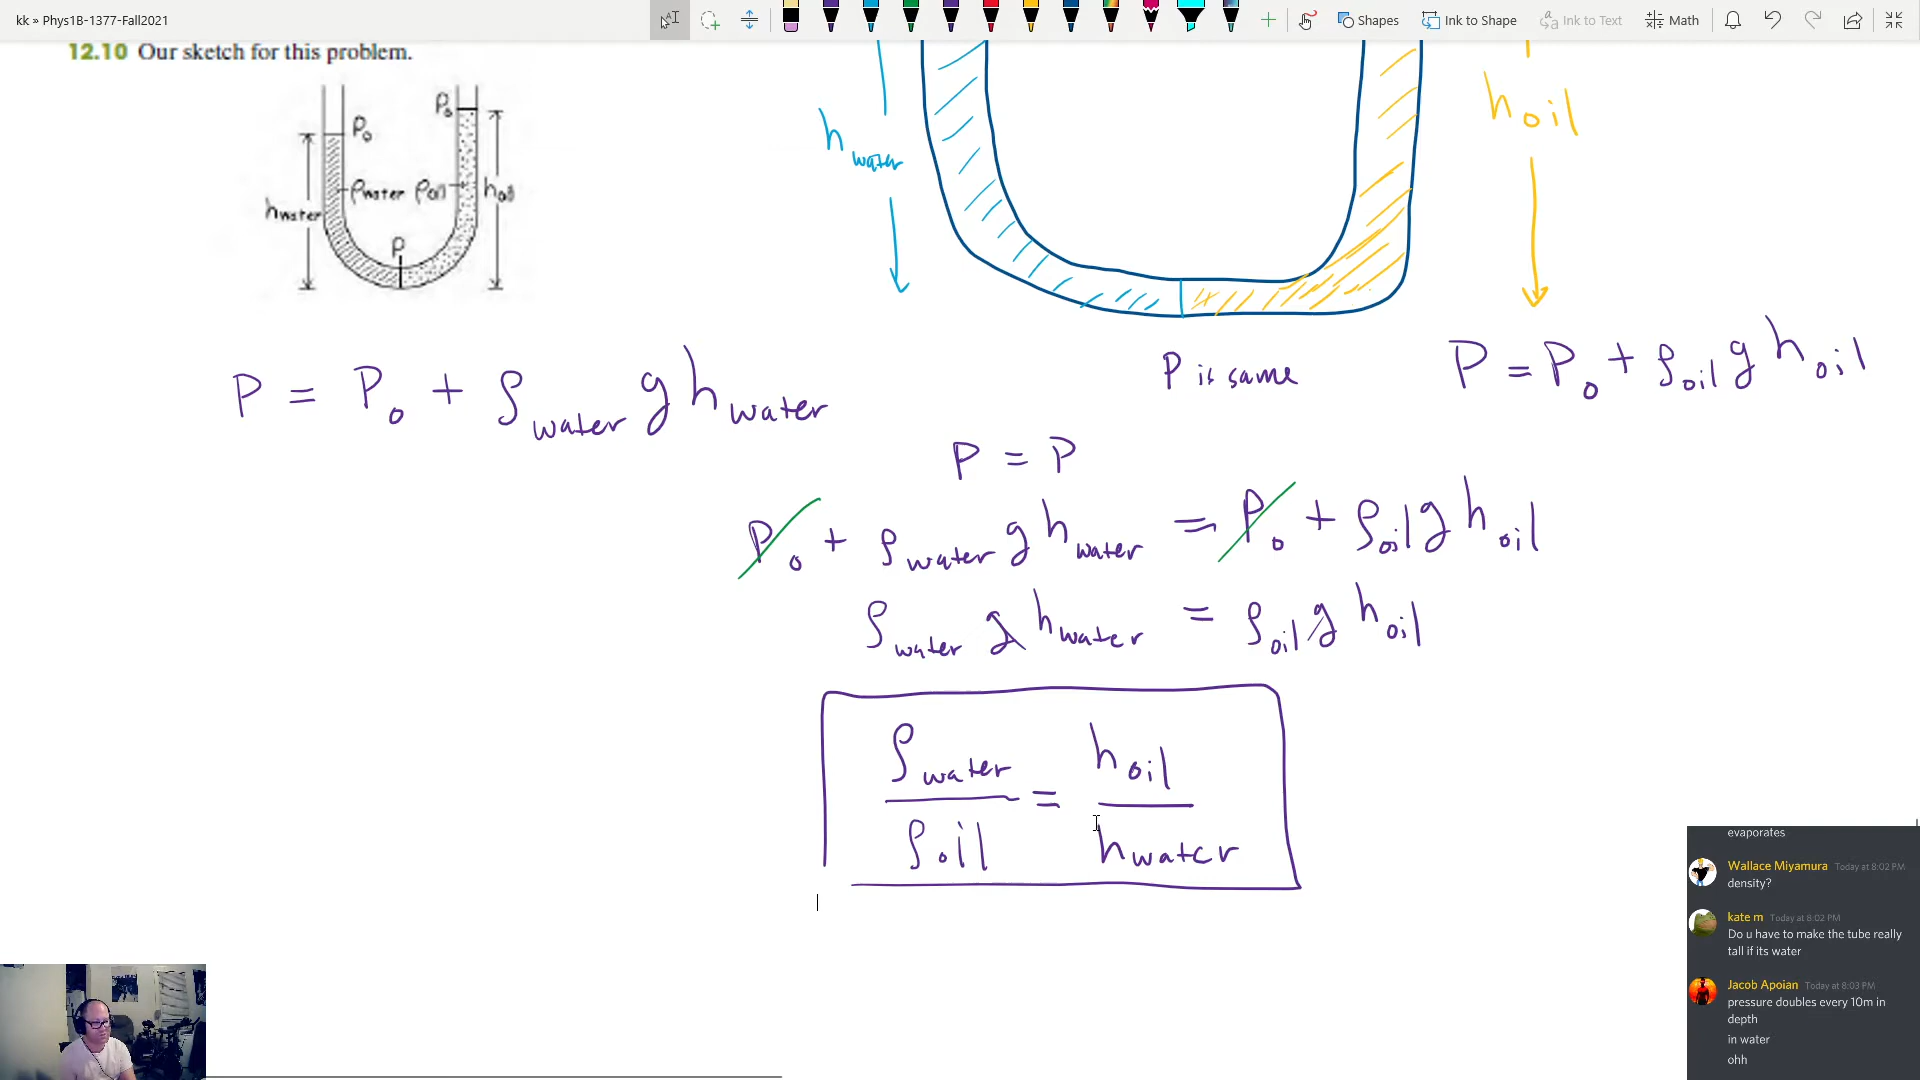 kk » Phys1B-1377-Fall2021
Shapes
Ink to Shape
Ink to Text
Math
12.10 Our sketch for this problem.
P₀
P₀
ρwater ρoil
hwater
hoil
P
h water
h oil
P = P₀ + ρwater g hwater
P is same
P = P₀ + ρoil g hoil
P = P
P₀ + ρwater g hwater = P₀ + ρoil g hoil
ρwater g hwater = ρoil g hoil
ρwater / ρoil = hoil / hwater
evaporates
Wallace Miyamura Today at 8:02 PM
density?
kate m Today at 8:02 PM
Do u have to make the tube really
tall if its water
Jacob Apoian Today at 8:03 PM
pressure doubles every 10m in
depth
in water
ohh